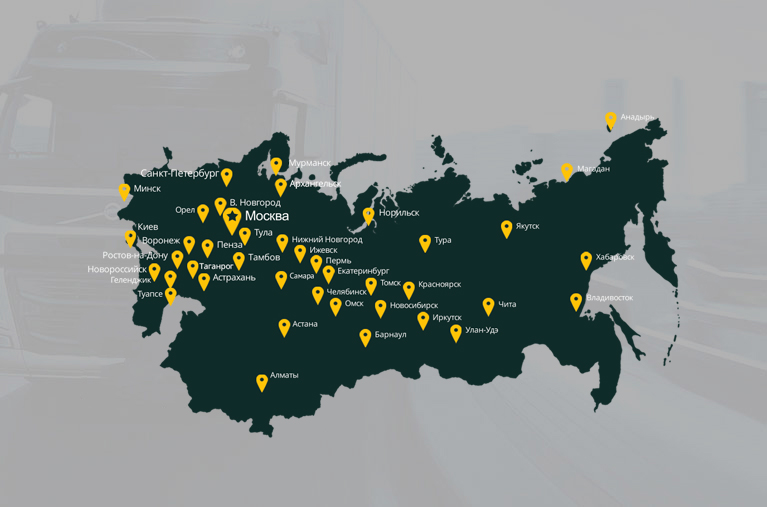 Анадырь
Мурманск
Магадан
Санкт-Петербург
Архангельск
Минск
В. Новгород
Орел
Москва
Норильск
Киев
Якутск
Тула
Воронеж
Нижний Новгород
Тура
Пенза
Ижевск
Ростов-на-Дону
Тамбов
Пермь
Хабаровск
Новороссийск
Таганрог
Екатеринбург
Геленджик
Астрахань
Самара
Томск
Красноярск
Туапсе
Челябинск
Владивосток
Омск
Новосибирск
Чита
Иркутск
Астана
Улан-Удэ
Барнаул
Алматы